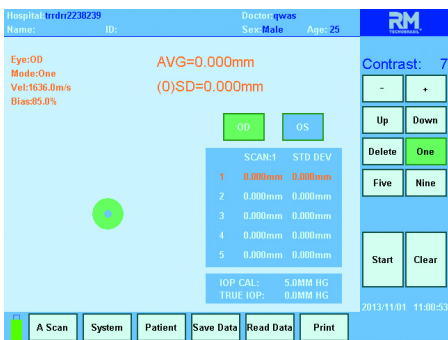 Hospital:trrdrr2238239 Doctor:qwas
Name: ID: Sex:Male Age: 25
RM
TECNOBRASIL
Eye:OD
Mode:One
Vel:1636.0m/s
Bias:85.0%
AVG=0.000mm
(0)SD=0.000mm
OD OS
SCAN:1 STD DEV
1 0.000mm 0.000mm
2 0.000mm 0.000mm
3 0.000mm 0.000mm
4 0.000mm 0.000mm
5 0.000mm 0.000mm
IOP CAL: 5.0MM HG
TRUE IOP: 0.0MM HG
Contrast: 7
- +
Up Down
Delete One
Five Nine
Start Clear
2013/11/01 11:00:53
A Scan System Patient Save Data Read Data Print